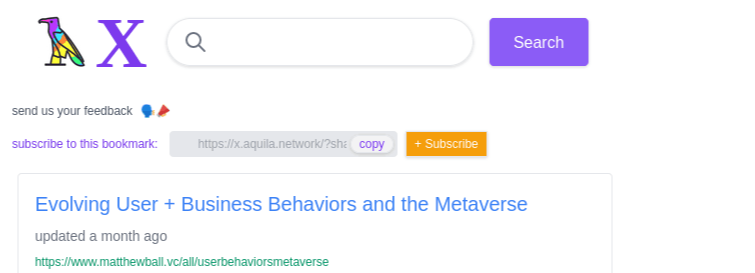 X
Search
send us your feedback
subscribe to this bookmark: https://x.aquila.network/?sha copy + Subscribe
Evolving User + Business Behaviors and the Metaverse
updated a month ago
https://www.matthewball.vc/all/userbehaviorsmetaverse